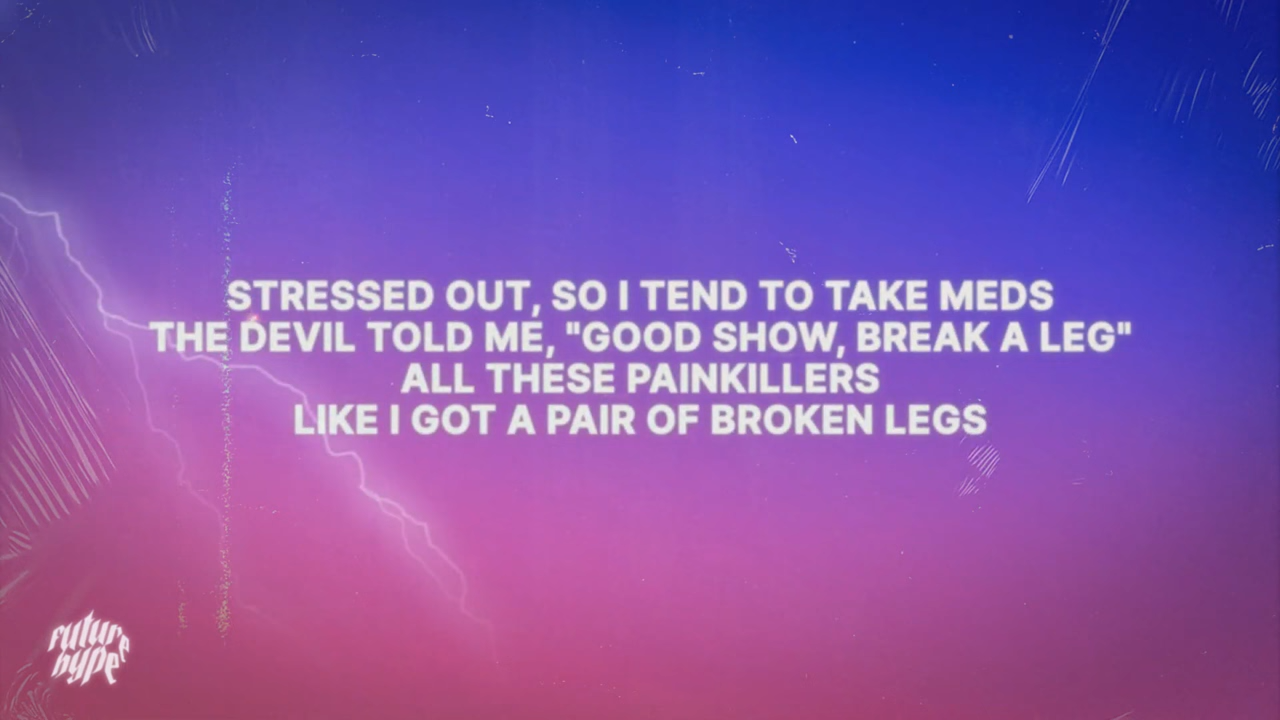 STRESSED OUT, SO I TEND TO TAKE MEDS
THE DEVIL TOLD ME, "GOOD SHOW, BREAK A LEG"
ALL THESE PAINKILLERS
LIKE I GOT A PAIR OF BROKEN LEGS
future
hype